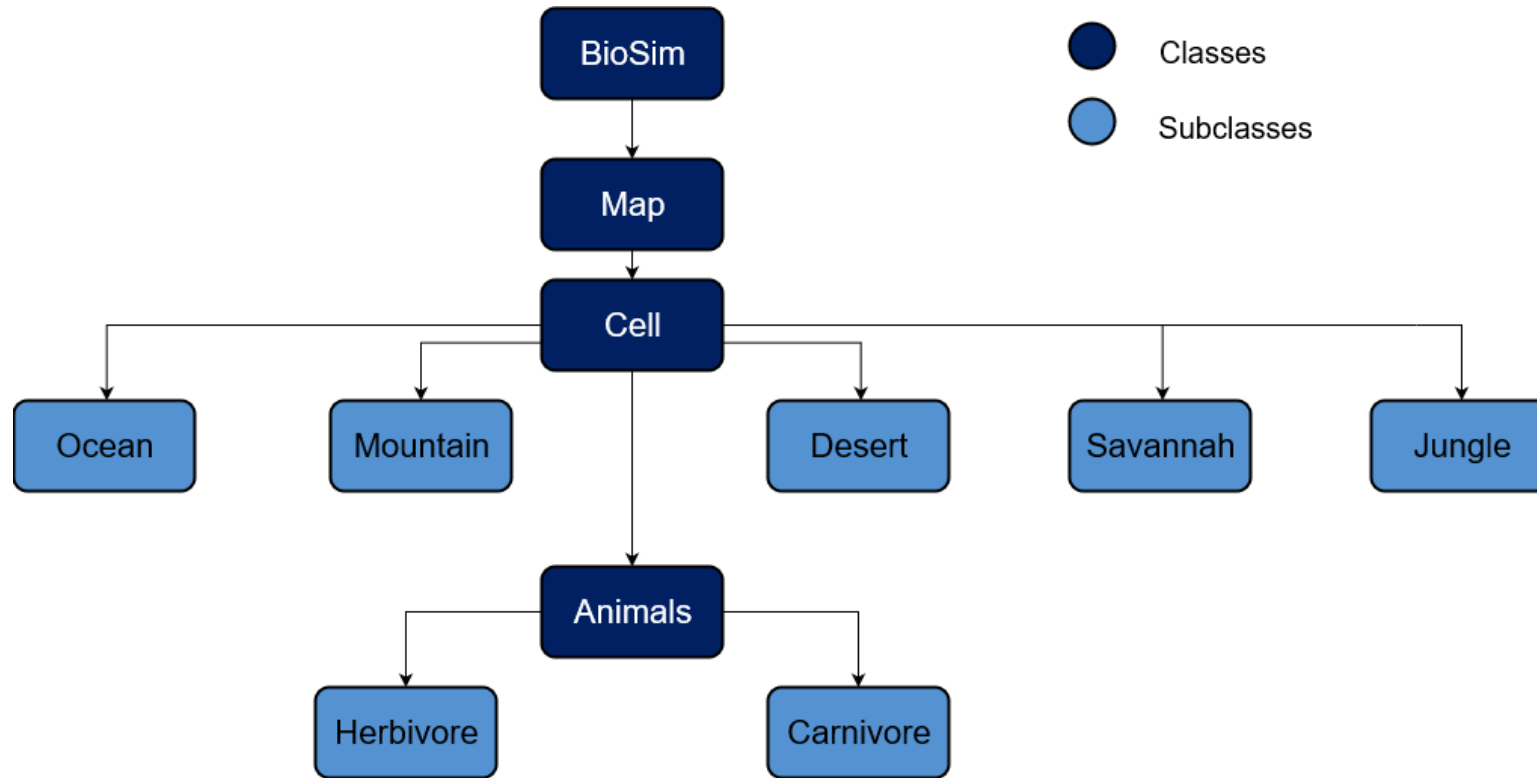 BioSim
Classes
Subclasses
Map
Cell
Ocean
Mountain
Desert
Savannah
Jungle
Animals
Herbivore
Carnivore